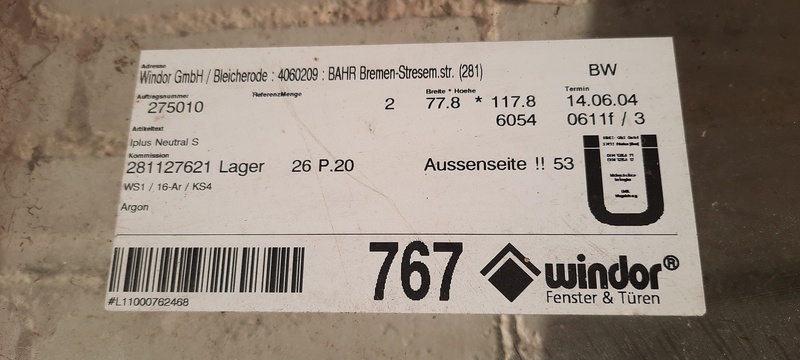 Adresse
Windor GmbH / Bleicherode : 4060209 : BAHR Bremen-Stresem.str. (281)
BW
Auftragsnummer
ReferenzMenge
Breite * Hoehe
Termin
275010
2
77.8 * 117.8
14.06.04
6054
0611f / 3
Artikeltext
Iplus Neutral S
Kommission
281127621 Lager
26 P.20
Aussenseite !! 53
WS1 / 16-Ar / KS4
Argon
#L11000762468
767
windor®
Fenster & Türen